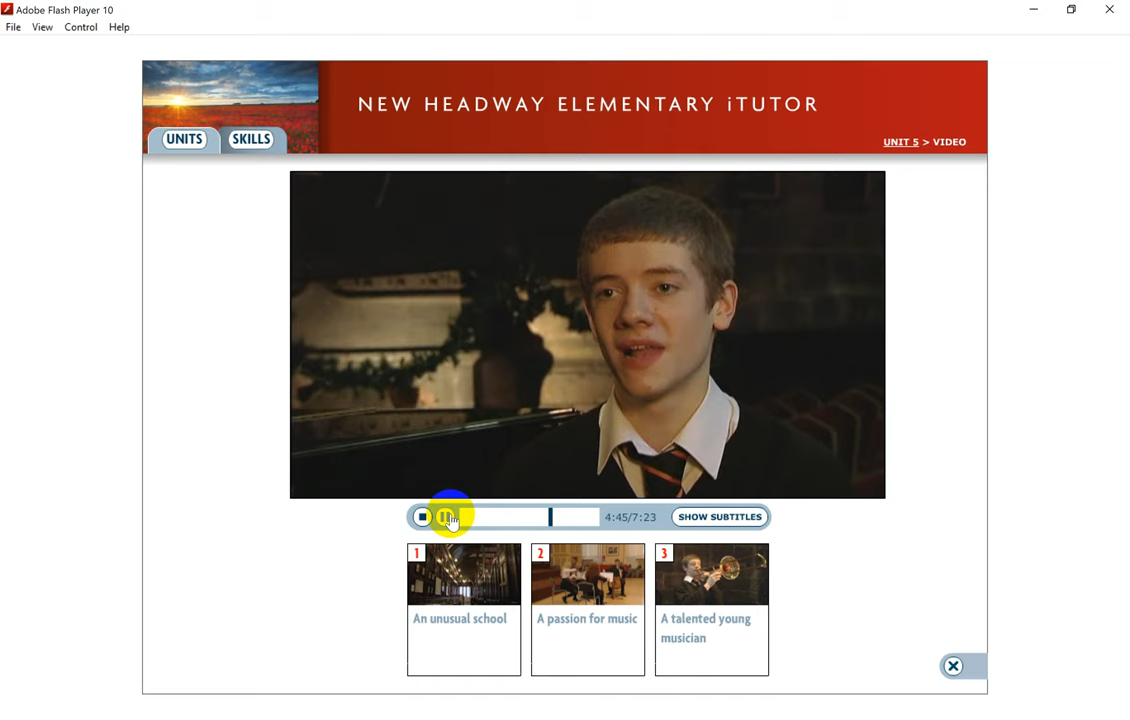 Adobe Flash Player 10
File View Control Help
NEW HEADWAY ELEMENTARY iTUTOR
UNITS SKILLS
UNIT 5 > VIDEO
4:45/7:23 SHOW SUBTITLES
1 2 3
An unusual school
A passion for music
A talented young
musician